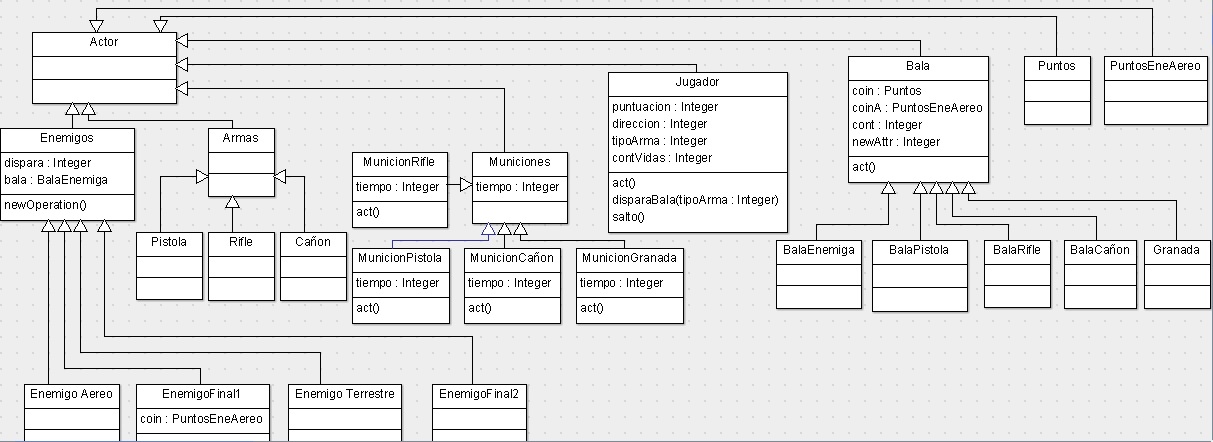 Actor
Enemigos
dispara : Integer
bala : BalaEnemiga
newOperation()
Armas
Pistola
Rifle
Cañon
MunicionRifle
tiempo : Integer
act()
Municiones
tiempo : Integer
MunicionPistola
tiempo : Integer
act()
MunicionCañon
tiempo : Integer
act()
MunicionGranada
tiempo : Integer
act()
Jugador
puntuacion : Integer
direccion : Integer
tipoArma : Integer
contVidas : Integer
act()
disparaBala(tipoArma : Integer)
salto()
Bala
coin : Puntos
coinA : PuntosEneAereo
cont : Integer
newAttr : Integer
act()
Puntos
PuntosEneAereo
BalaEnemiga
BalaPistola
BalaRifle
BalaCañon
Granada
Enemigo Aereo
EnemigoFinal1
coin : PuntosEneAereo
Enemigo Terrestre
EnemigoFinal2